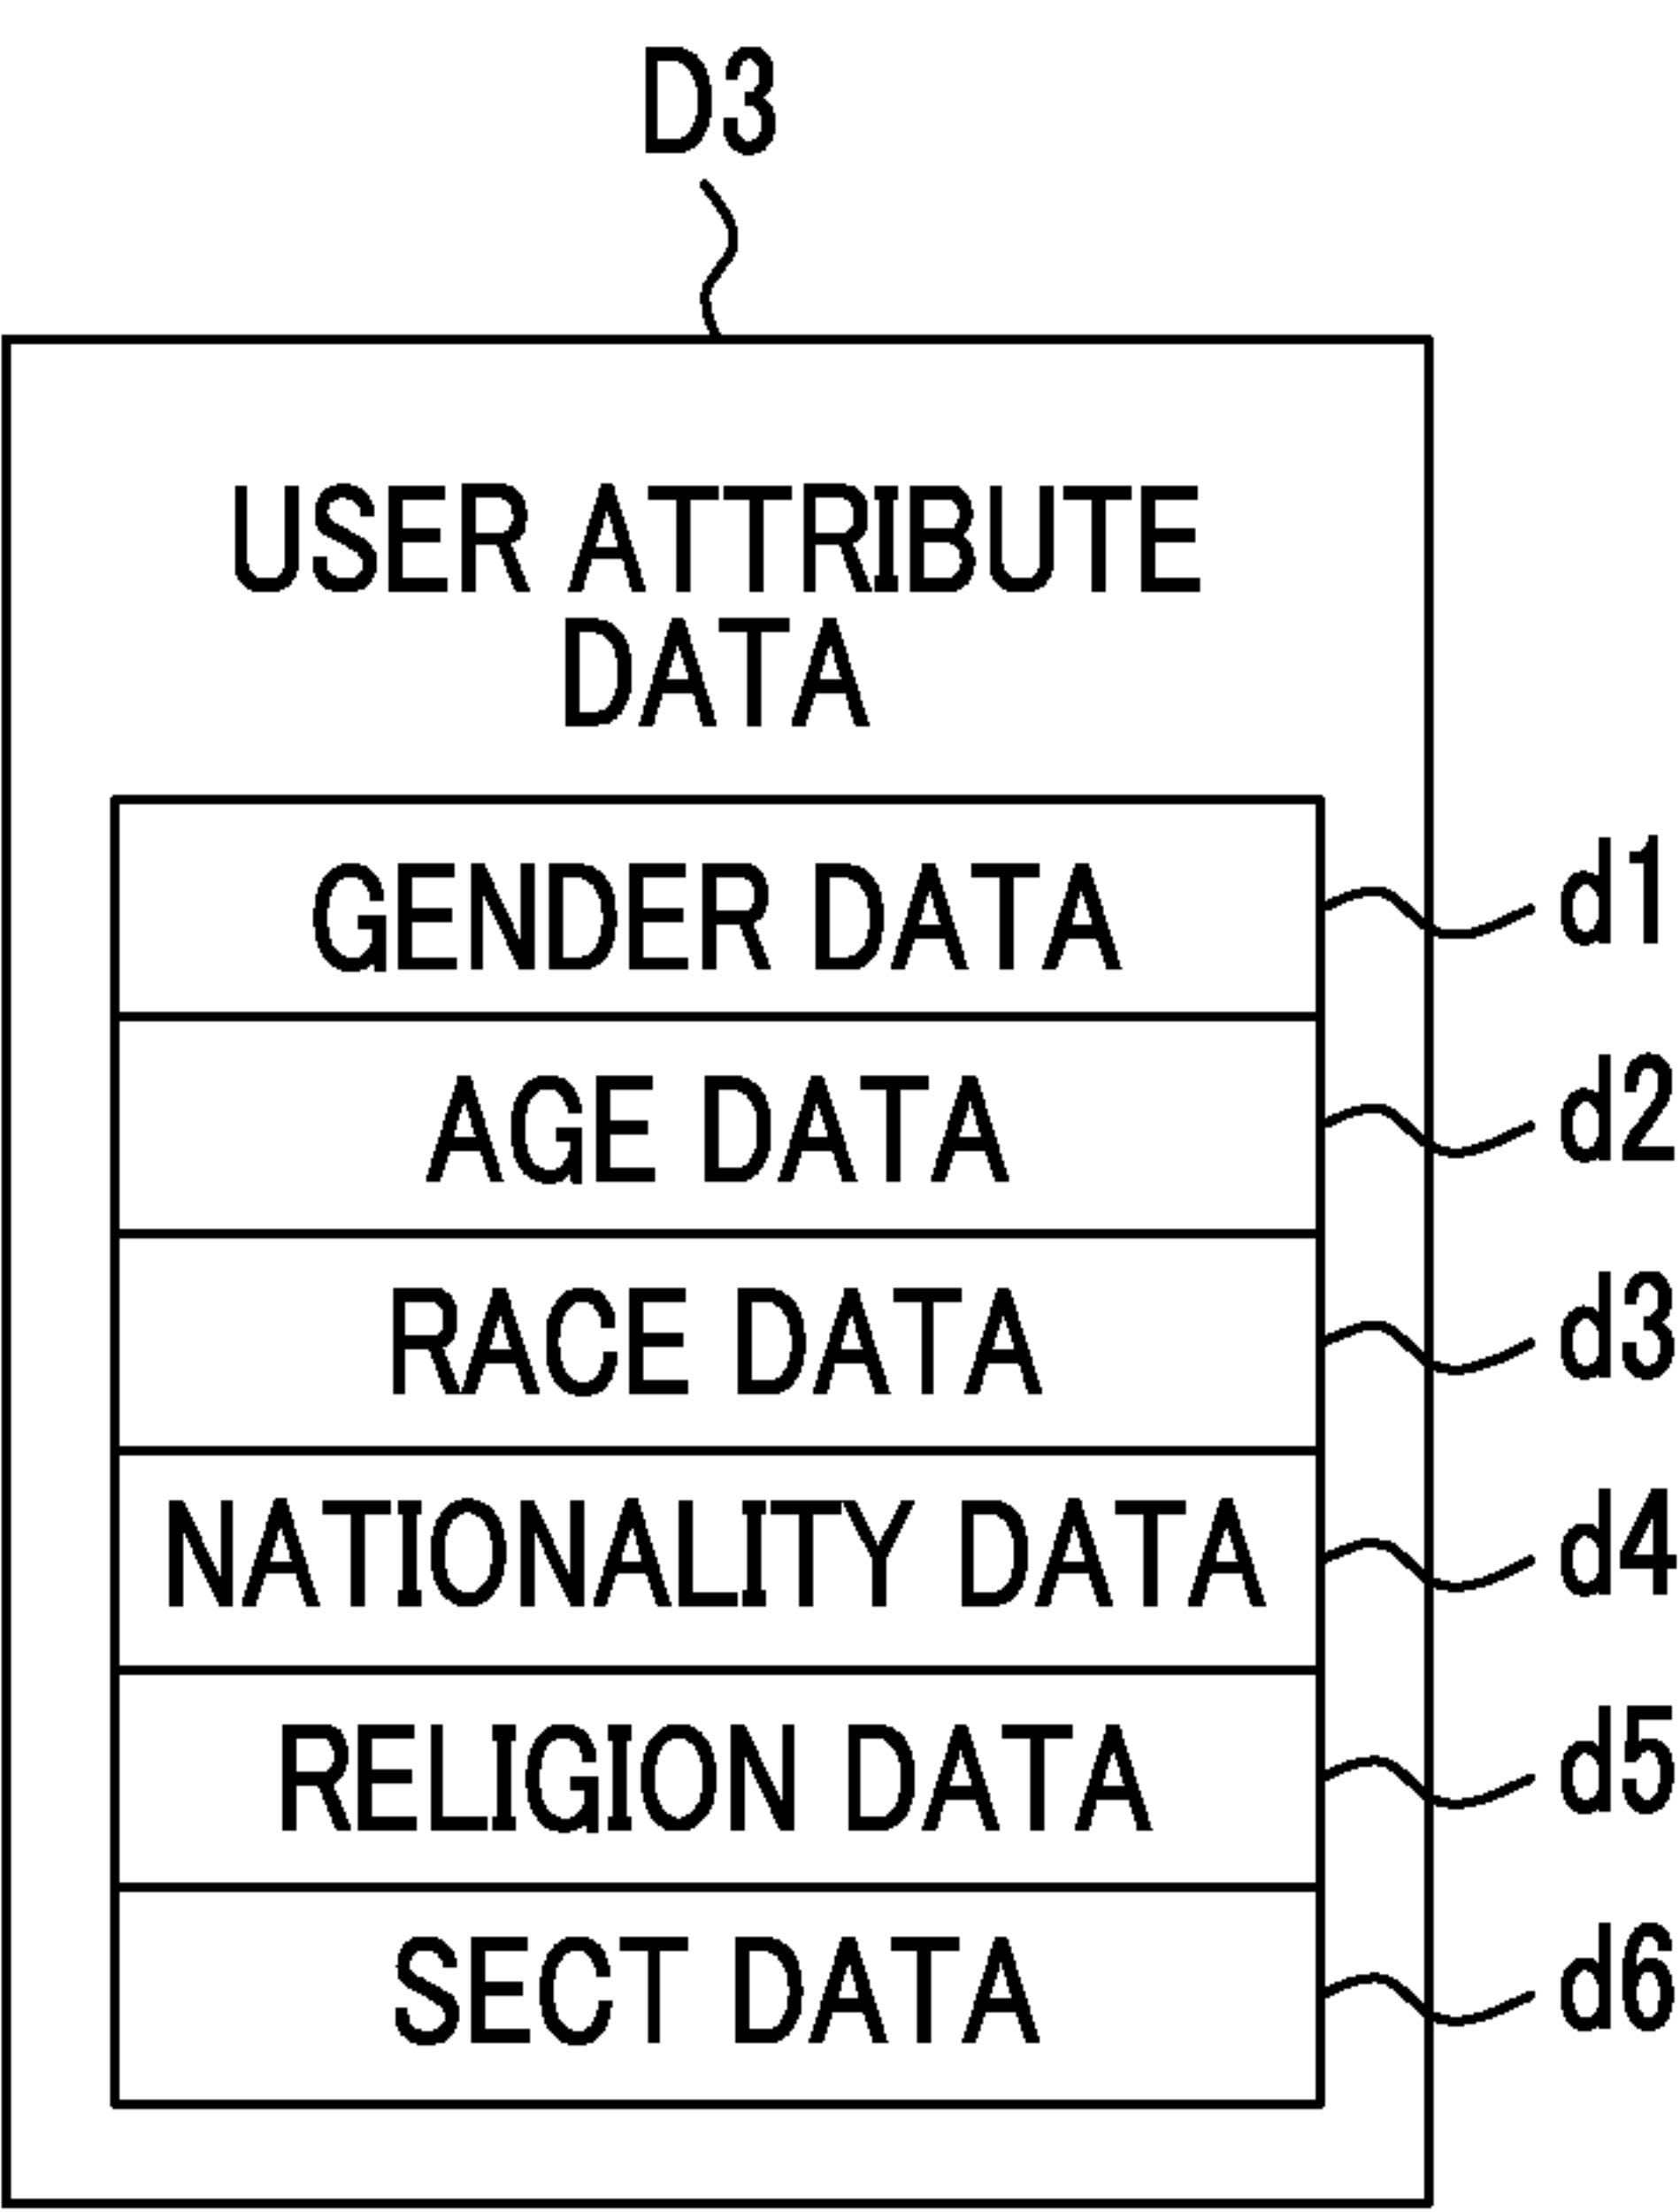 D3
USER ATTRIBUTE
DATA
GENDER DATA d1
AGE DATA d2
RACE DATA d3
NATIONALITY DATA d4
RELIGION DATA d5
SECT DATA d6